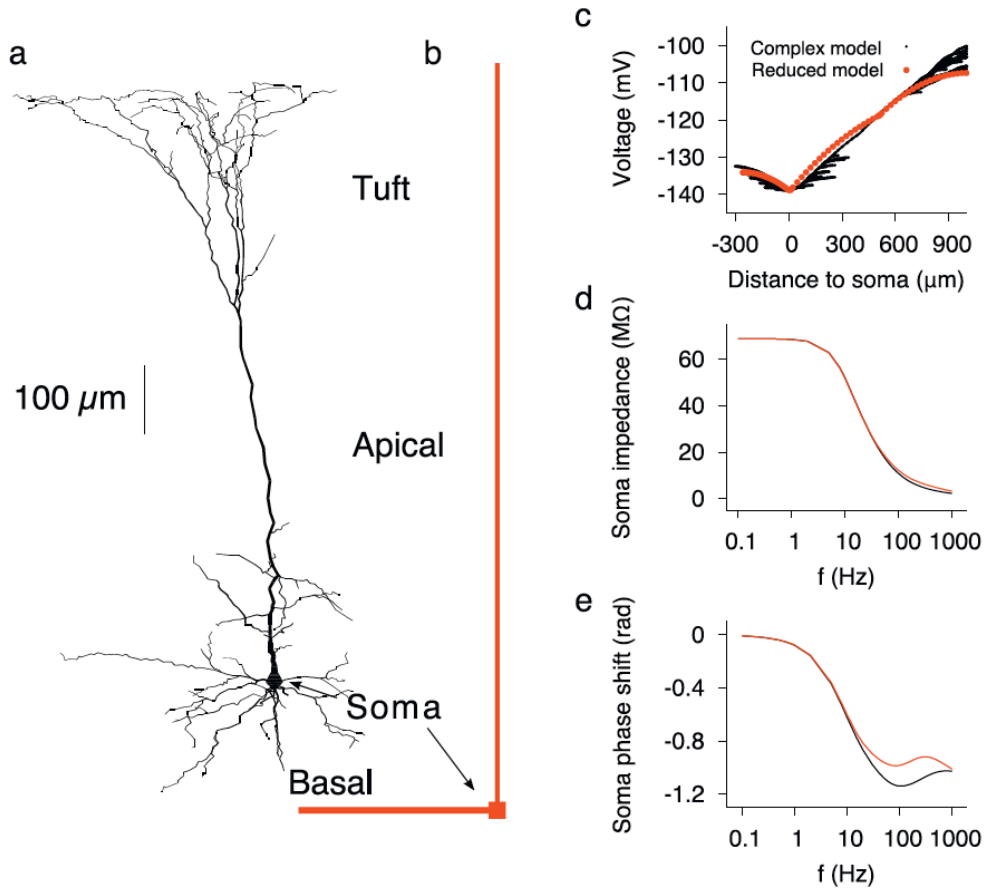 a
b
Tuft
100 µm
Apical
Soma
Basal
c
Complex model
Reduced model
Voltage (mV)
-100
-110
-120
-130
-140
-300 0 300 600 900
Distance to soma (µm)
d
Soma impedance (MΩ)
60
40
20
0
0.1 1 10 100 1000
f (Hz)
e
Soma phase shift (rad)
0
-0.4
-0.8
-1.2
0.1 1 10 100 1000
f (Hz)